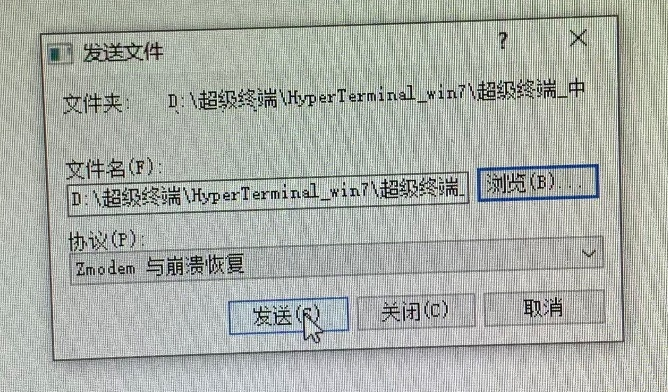 发送文件 ?
文件夹: D:\超级终端\HyperTerminal_win7\超级终端_中
文件名(F):
D:\超级终端\HyperTerminal_win7\超级终端_ 浏览(B)...
协议(P):
Zmodem 与崩溃恢复
发送(S) 关闭(C) 取消